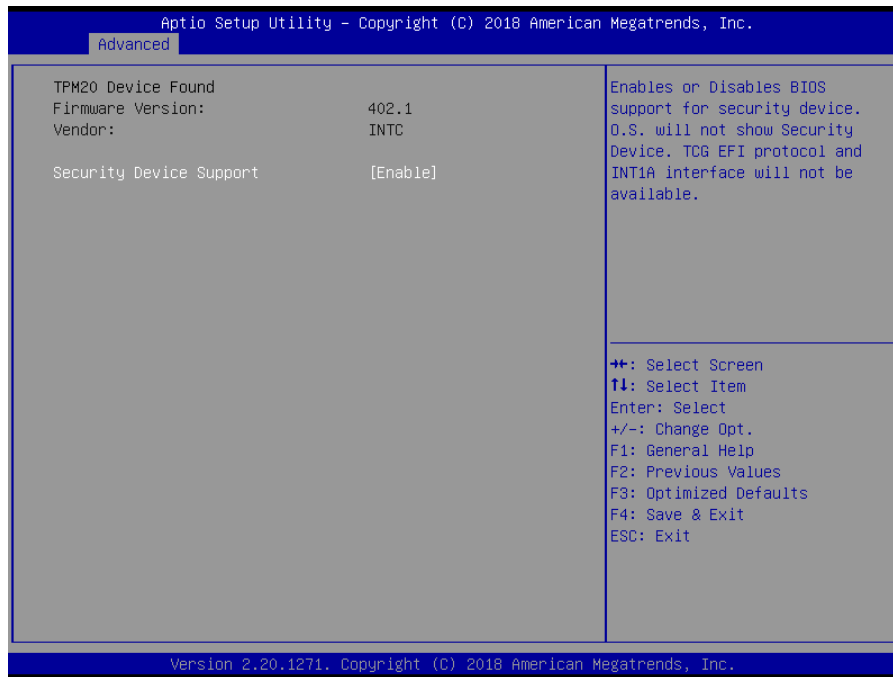 Aptio Setup Utility – Copyright (C) 2018 American Megatrends, Inc.
Advanced
TPM20 Device Found
Firmware Version: 402.1
Vendor: INTC
Security Device Support [Enable]
Enables or Disables BIOS
support for security device.
O.S. will not show Security
Device. TCG EFI protocol and
INT1A interface will not be
available.
→←: Select Screen
↑↓: Select Item
Enter: Select
+/-: Change Opt.
F1: General Help
F2: Previous Values
F3: Optimized Defaults
F4: Save & Exit
ESC: Exit
Version 2.20.1271. Copyright (C) 2018 American Megatrends, Inc.